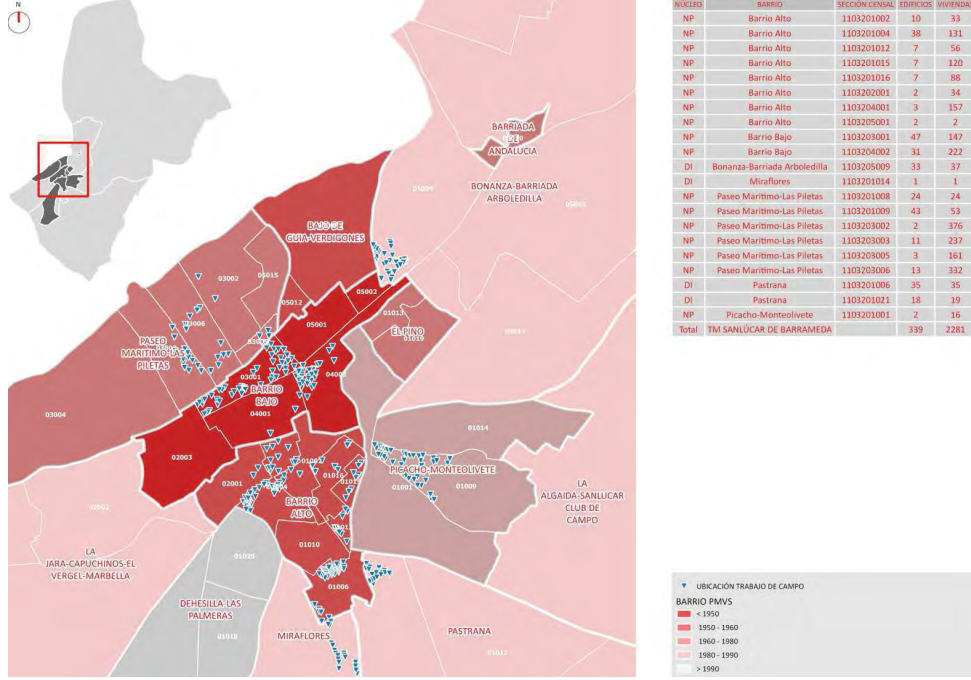 N
NÚCLEO BARRIO SECCIÓN CENSAL EDIFICIOS VIVIENDAS
NP Barrio Alto 1103201002 10 33
NP Barrio Alto 1103201004 38 131
NP Barrio Alto 1103201012 7 56
NP Barrio Alto 1103201015 7 120
NP Barrio Alto 1103201016 7 88
NP Barrio Alto 1103202001 2 34
NP Barrio Alto 1103204001 3 157
NP Barrio Alto 1103205001 2 2
NP Barrio Bajo 1103203001 47 147
NP Barrio Bajo 1103204002 31 222
DI Bonanza-Barriada Arboledilla 1103205009 33 37
DI Miraflores 1103201014 1 1
NP Paseo Marítimo-Las Piletas 1103201008 24 24
NP Paseo Marítimo-Las Piletas 1103201009 43 53
NP Paseo Marítimo-Las Piletas 1103203002 2 376
NP Paseo Marítimo-Las Piletas 1103203003 11 237
NP Paseo Marítimo-Las Piletas 1103203005 3 161
NP Paseo Marítimo-Las Piletas 1103203006 13 332
DI Pastrana 1103201006 35 35
DI Pastrana 1103201021 18 19
NP Picacho-Monteolivete 1103201001 2 16
Total TM SANLÚCAR DE BARRAMEDA 339 2281
BARRIADA
DE
ANDALUCIA
BONANZA-BARRIADA
ARBOLEDILLA
BAJO DE
GUIA-VERDIGONES
03002
05015
05012
05002
05001
01013
EL PINO
01019
03006
PASEO
MARITIMO-LAS
PILETAS
03001
BARRIO
BAJO
04001
03004
02003
01014
PICACHO-MONTEOLIVETE
01001
01009
LA
ALGAIDA-SANLUCAR
CLUB DE
CAMPO
02001
01016
BARRIO
ALTO
01010
01006
LA
JARA-CAPUCHINOS-EL
VERGEL-MARBELLA
01020
DEHESILLA-LAS
PALMERAS
01018
MIRAFLORES
PASTRANA
UBICACIÓN TRABAJO DE CAMPO
BARRIO PMVS
< 1950
1950 - 1960
1960 - 1980
1980 - 1990
> 1990